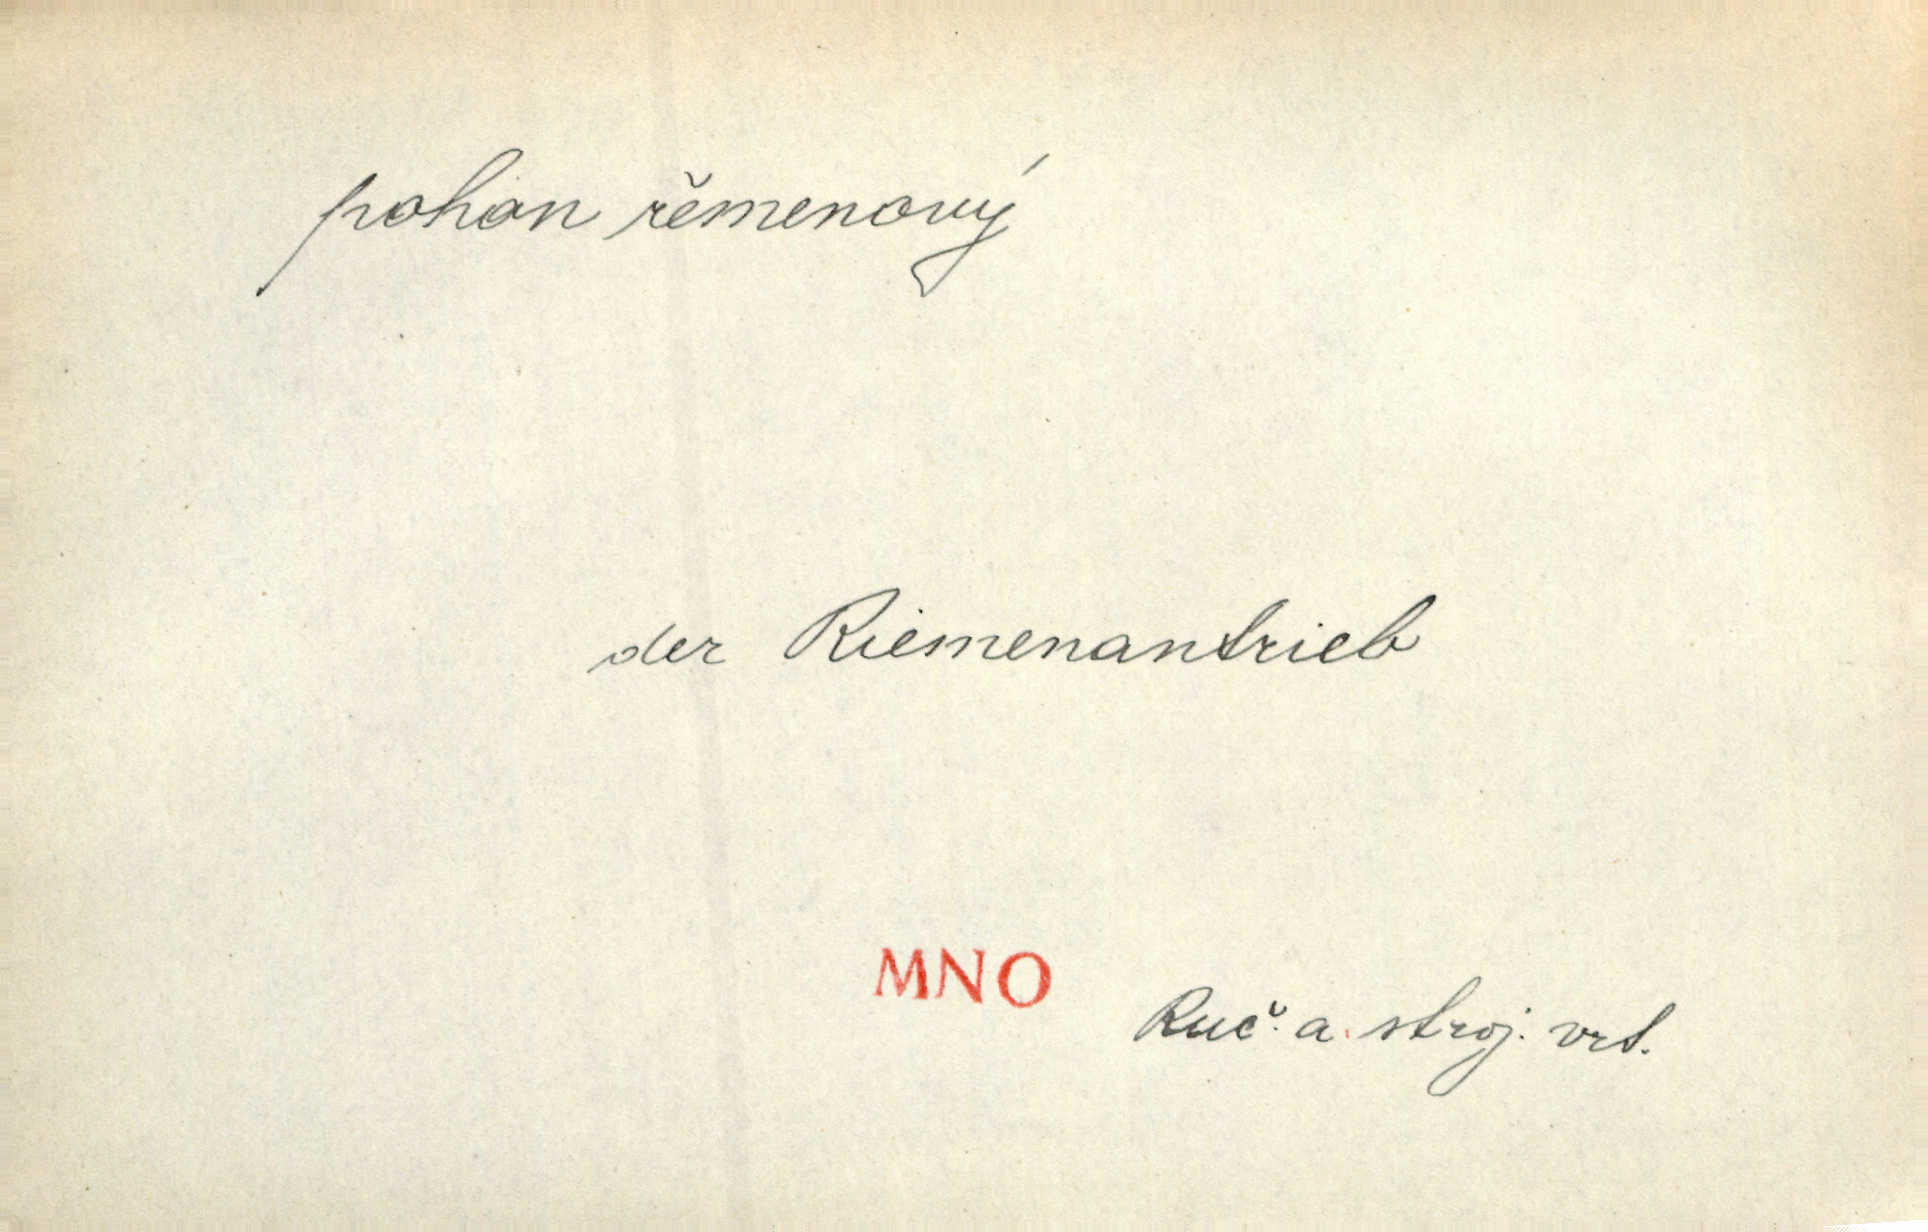 pohon řemenový
der Riemenantrieb
MNO
Ruč. a. stroj. vrt.